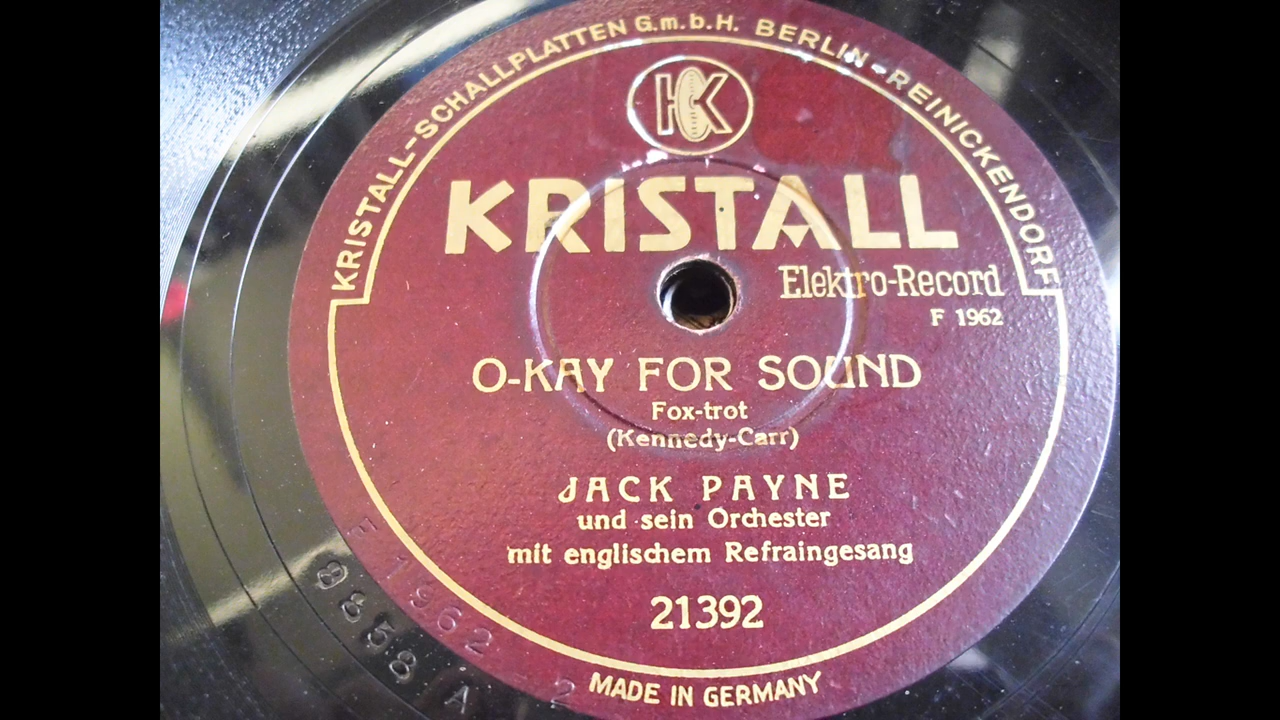 KRISTALL-SCHALLPLATTEN G.m.b.H. BERLIN-REINICKENDORF
K
KRISTALL
Elektro-Record
F 1962
O-KAY FOR SOUND
Fox-trot
(Kennedy-Carr)
JACK PAYNE
und sein Orchester
mit englischem Refraingesang
21392
F 1962
8858 A 2
MADE IN GERMANY